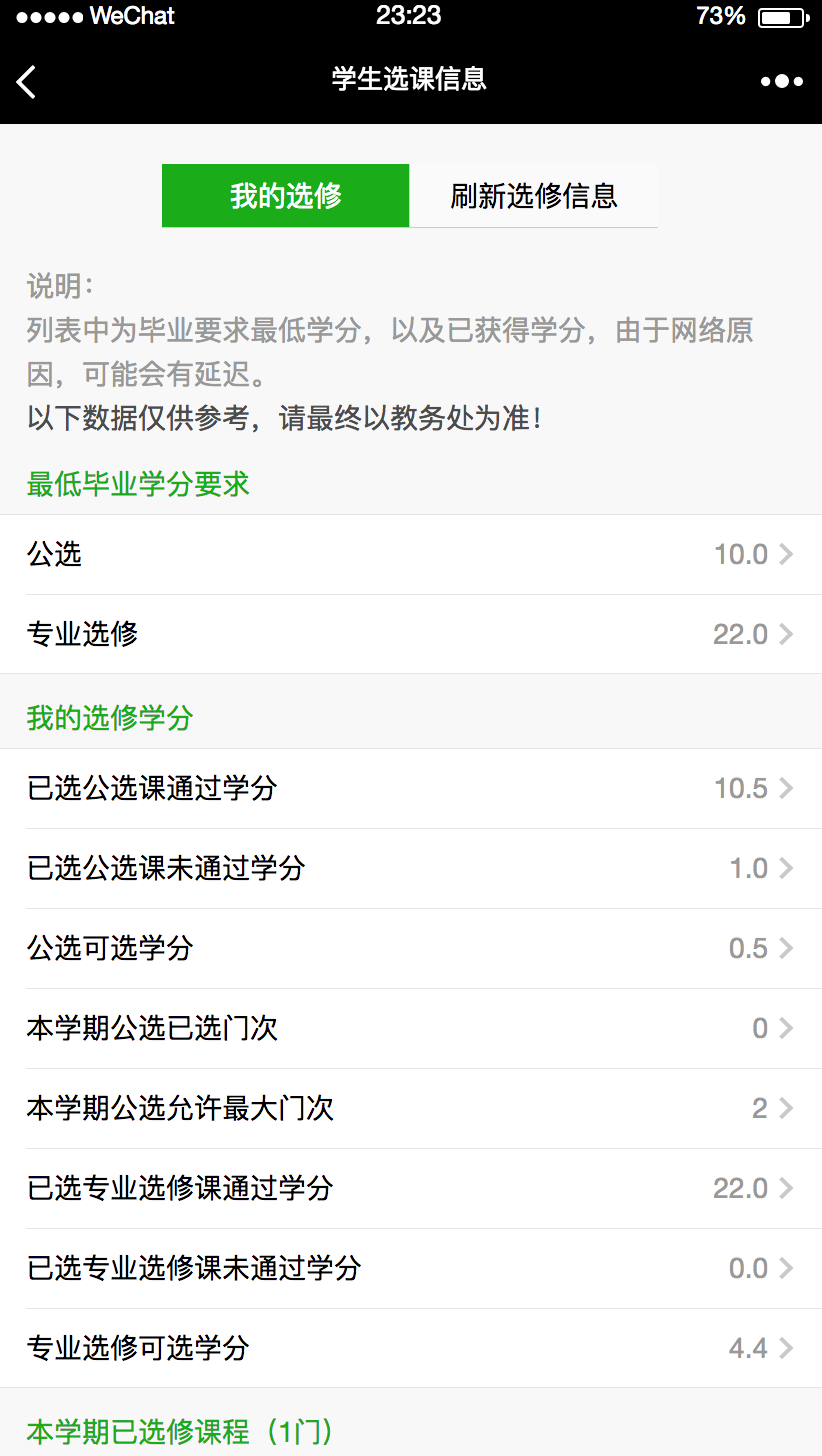 WeChat 23:23 73%
学生选课信息
我的选修 刷新选修信息
说明：
列表中为毕业要求最低学分，以及已获得学分，由于网络原
因，可能会有延迟。
以下数据仅供参考，请最终以教务处为准！
最低毕业学分要求
公选 10.0
专业选修 22.0
我的选修学分
已选公选课通过学分 10.5
已选公选课未通过学分 1.0
公选可选学分 0.5
本学期公选已选门次 0
本学期公选允许最大门次 2
已选专业选修课通过学分 22.0
已选专业选修课未通过学分 0.0
专业选修可选学分 4.4
本学期已选修课程（1门）